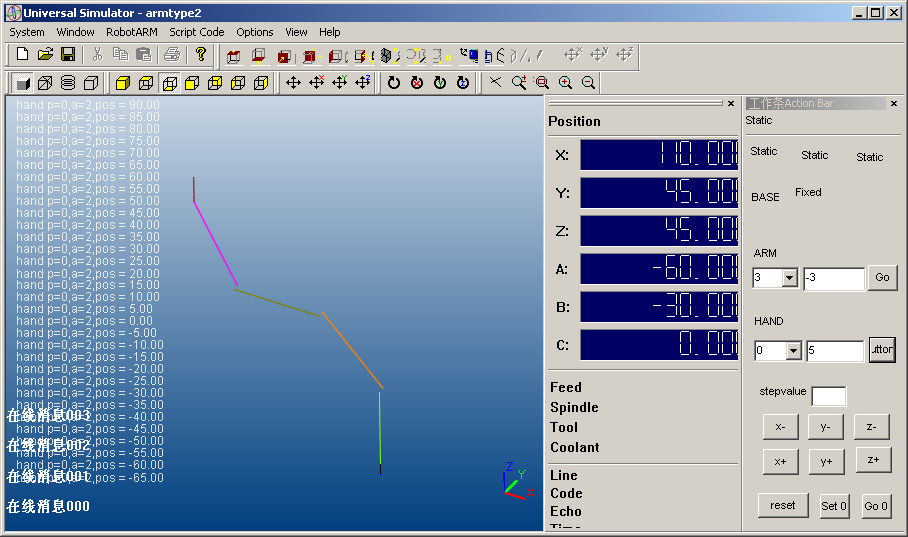 Universal Simulator - armtype2
System Window RobotARM Script Code Options View Help
hand p=0,a=2,pos = 90.00
hand p=0,a=2,pos = 85.00
hand p=0,a=2,pos = 80.00
hand p=0,a=2,pos = 75.00
hand p=0,a=2,pos = 70.00
hand p=0,a=2,pos = 65.00
hand p=0,a=2,pos = 60.00
hand p=0,a=2,pos = 55.00
hand p=0,a=2,pos = 50.00
hand p=0,a=2,pos = 45.00
hand p=0,a=2,pos = 40.00
hand p=0,a=2,pos = 35.00
hand p=0,a=2,pos = 30.00
hand p=0,a=2,pos = 25.00
hand p=0,a=2,pos = 20.00
hand p=0,a=2,pos = 15.00
hand p=0,a=2,pos = 10.00
hand p=0,a=2,pos = 5.00
hand p=0,a=2,pos = 0.00
hand p=0,a=2,pos = -5.00
hand p=0,a=2,pos = -10.00
hand p=0,a=2,pos = -15.00
hand p=0,a=2,pos = -20.00
hand p=0,a=2,pos = -25.00
hand p=0,a=2,pos = -30.00
hand p=0,a=2,pos = -35.00
hand p=0,a=2,pos = -40.00
hand p=0,a=2,pos = -45.00
hand p=0,a=2,pos = -50.00
hand p=0,a=2,pos = -55.00
hand p=0,a=2,pos = -60.00
hand p=0,a=2,pos = -65.00
在线消息003
在线消息002
在线消息001
在线消息000
Z
Y
X
Position
X: 110.000
Y: 45.000
Z: 45.000
A: -60.000
B: -30.000
C: 0.000
Feed
Spindle
Tool
Coolant
Line
Code
Echo
工作条Action Bar
Static
Static Static Static
BASE Fixed
ARM
3 -3 Go
HAND
0 5 utton
stepvalue
x- y- z-
x+ y+ z+
reset Set 0 Go 0